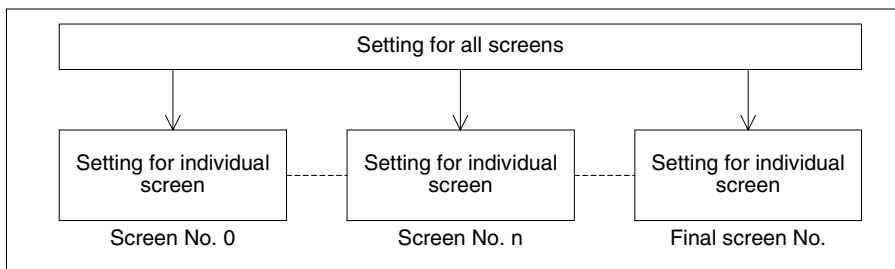 Setting for all screens
Setting for individual
screen
Setting for individual
screen
Setting for individual
screen
Screen No. 0
Screen No. n
Final screen No.